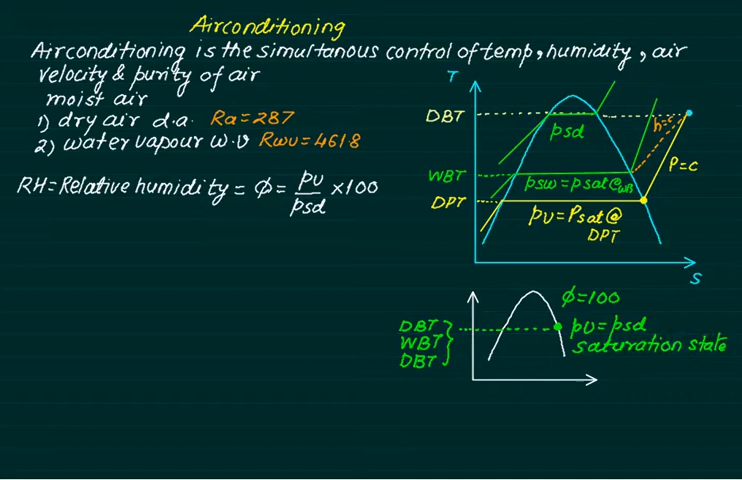 Airconditioning
Airconditioning is the simultanous control of temp, humidity, air
velocity & purity of air
moist air
1) dry air d.a. Ra=287
2) water vapour w.v Rwv=461.8
RH=Relative humidity = ϕ = pv/psd ×100
T
DBT
psd
h=c
WBT
psw=psat@WB
P=c
DPT
pv=Psat@
DPT
S
ϕ=100
DBT
WBT
DBT
pv=psd
saturation state